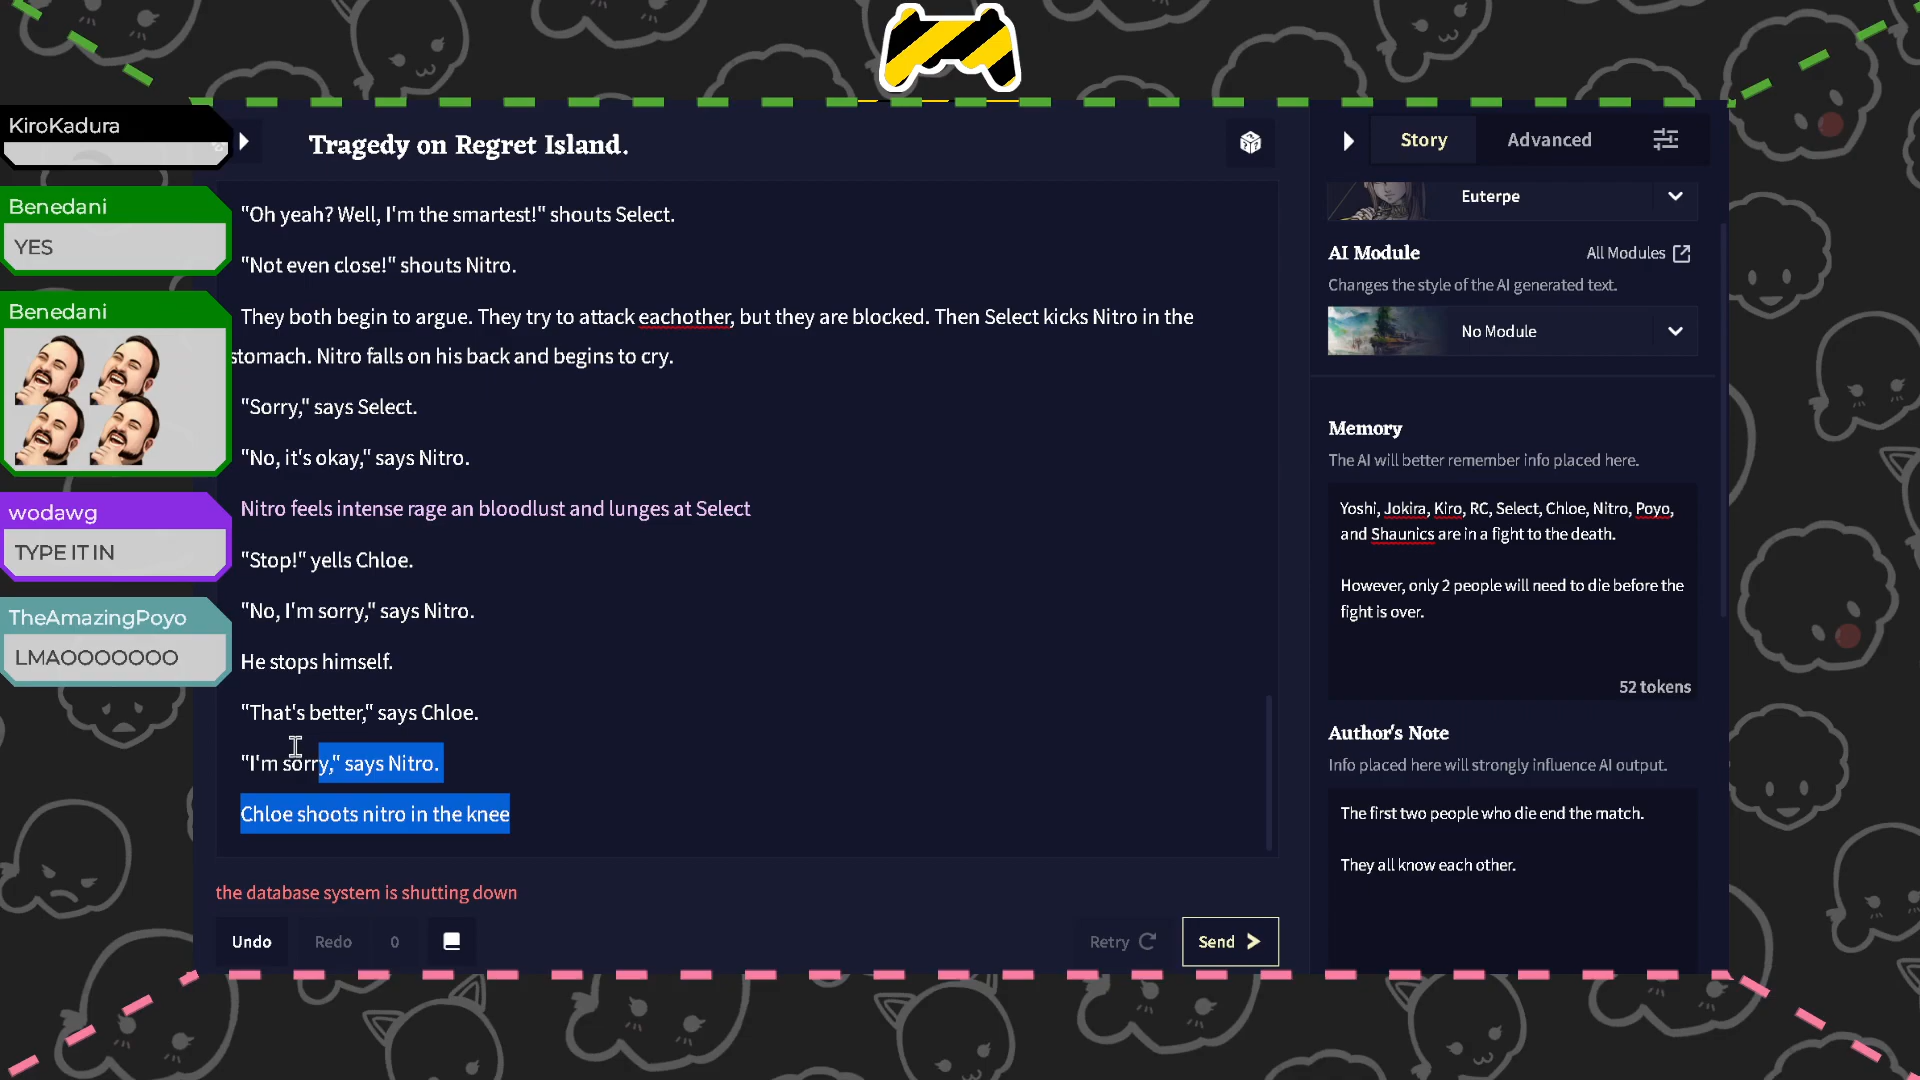 KiroKadura
Benedani
YES
Benedani
wodawg
TYPE IT IN
TheAmazingPoyo
LMAOOOOOOO
Tragedy on Regret Island.
"Oh yeah? Well, I'm the smartest!" shouts Select.
"Not even close!" shouts Nitro.
They both begin to argue. They try to attack eachother, but they are blocked. Then Select kicks Nitro in the
stomach. Nitro falls on his back and begins to cry.
"Sorry," says Select.
"No, it's okay," says Nitro.
Nitro feels intense rage an bloodlust and lunges at Select
"Stop!" yells Chloe.
"No, I'm sorry," says Nitro.
He stops himself.
"That's better," says Chloe.
"I'm sorry," says Nitro.
Chloe shoots nitro in the knee
the database system is shutting down
Undo
Redo
0
Retry
Send
Story
Advanced
Euterpe
AI Module
All Modules
Changes the style of the AI generated text.
No Module
Memory
The AI will better remember info placed here.
Yoshi, Jokira, Kiro, RC, Select, Chloe, Nitro, Poyo,
and Shaunics are in a fight to the death.
However, only 2 people will need to die before the
fight is over.
52 tokens
Author's Note
Info placed here will strongly influence AI output.
The first two people who die end the match.
They all know each other.